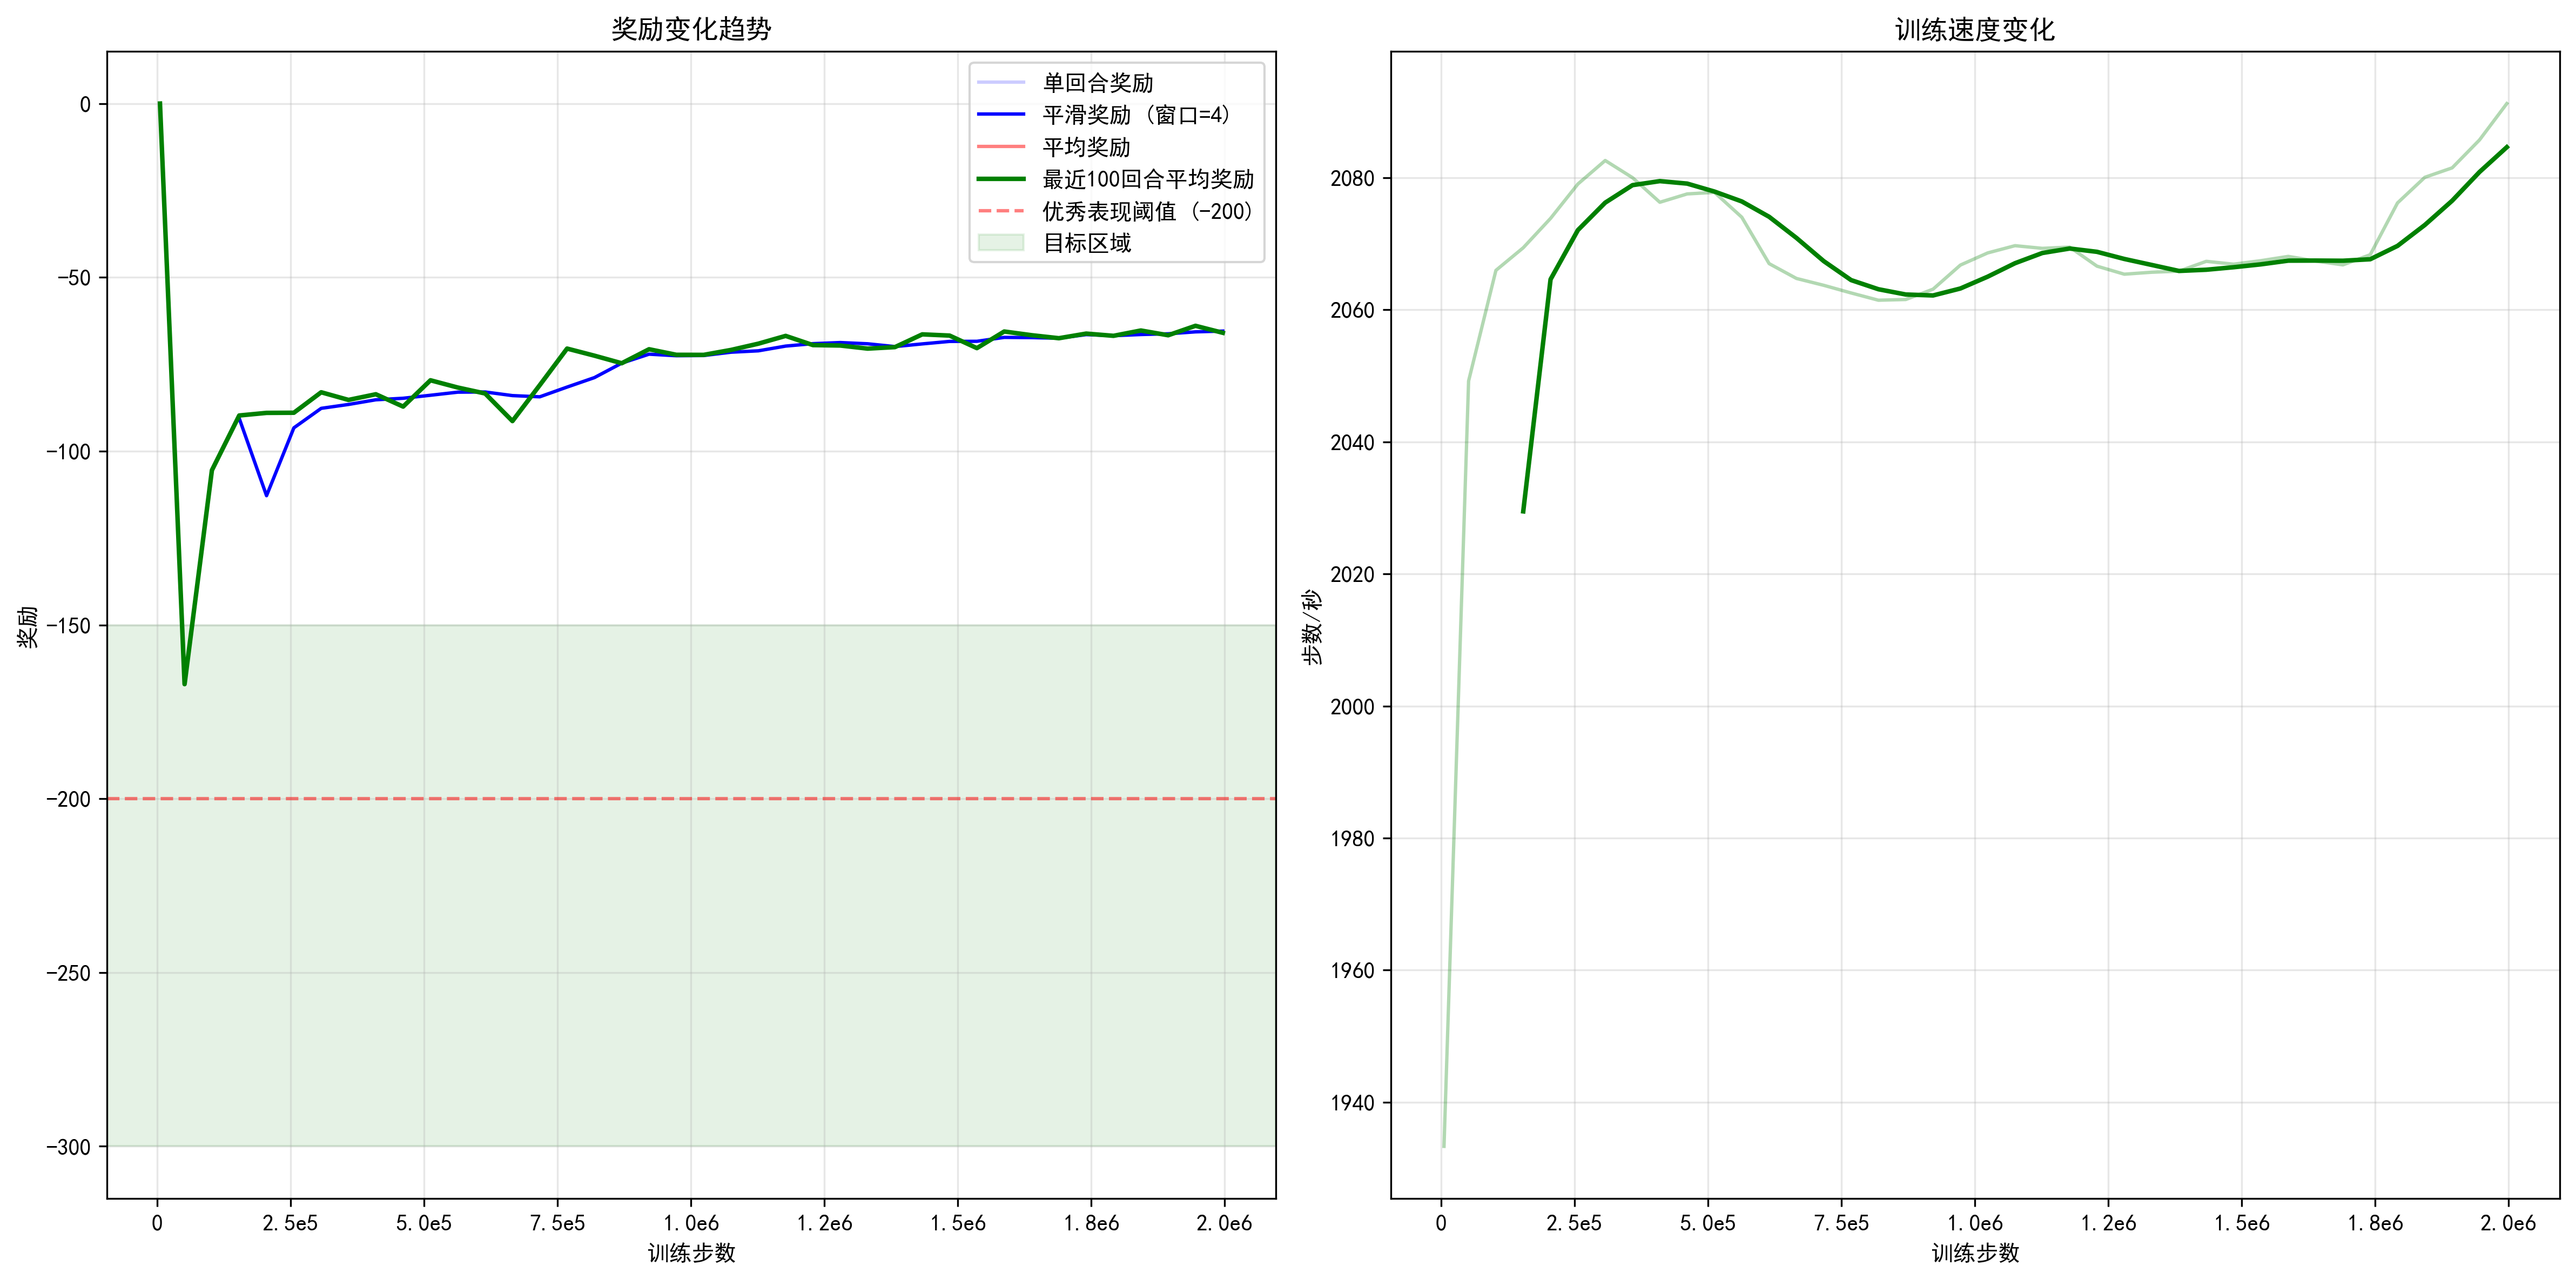 奖励变化趋势
单回合奖励
平滑奖励 (窗口=4)
平均奖励
最近100回合平均奖励
优秀表现阈值 (-200)
目标区域
0
-50
-100
-150
-200
-250
-300
奖励
0
2.5e5
5.0e5
7.5e5
1.0e6
1.2e6
1.5e6
1.8e6
2.0e6
训练步数
训练速度变化
2080
2060
2040
2020
2000
1980
1960
1940
步数/秒
0
2.5e5
5.0e5
7.5e5
1.0e6
1.2e6
1.5e6
1.8e6
2.0e6
训练步数